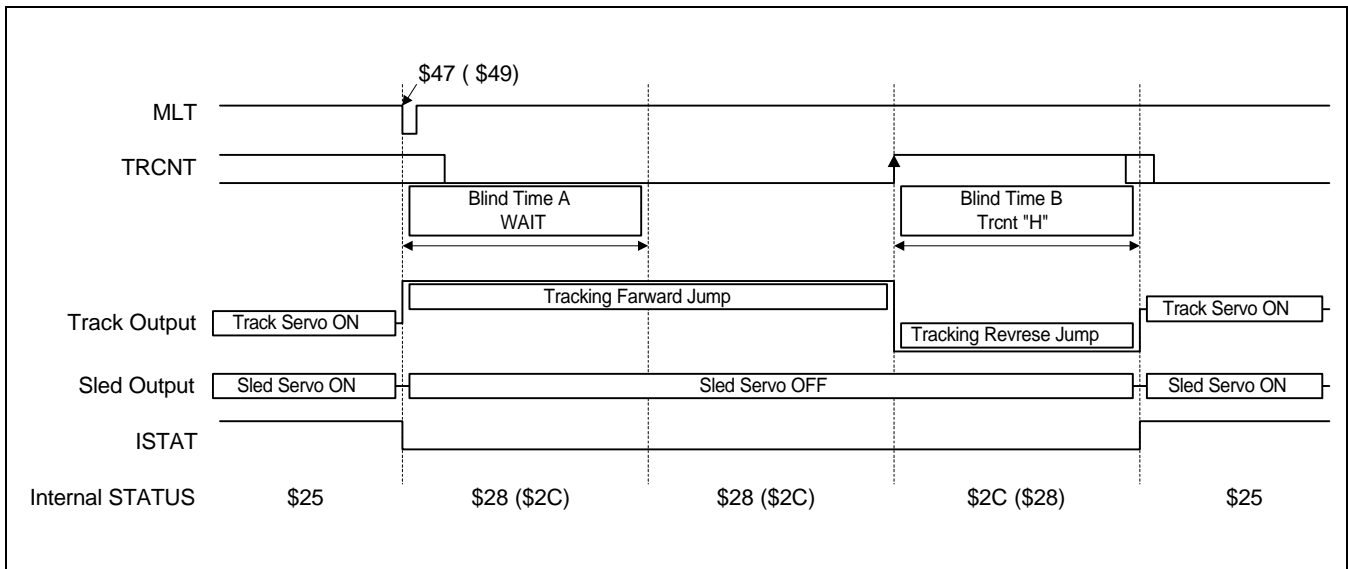 $47 ( $49)
MLT
TRCNT
Blind Time A
WAIT
Blind Time B
Trcnt "H"
Track Output
Track Servo ON
Tracking Farward Jump
Tracking Revrese Jump
Track Servo ON
Sled Output
Sled Servo ON
Sled Servo OFF
Sled Servo ON
ISTAT
Internal STATUS
$25
$28 ($2C)
$28 ($2C)
$2C ($28)
$25